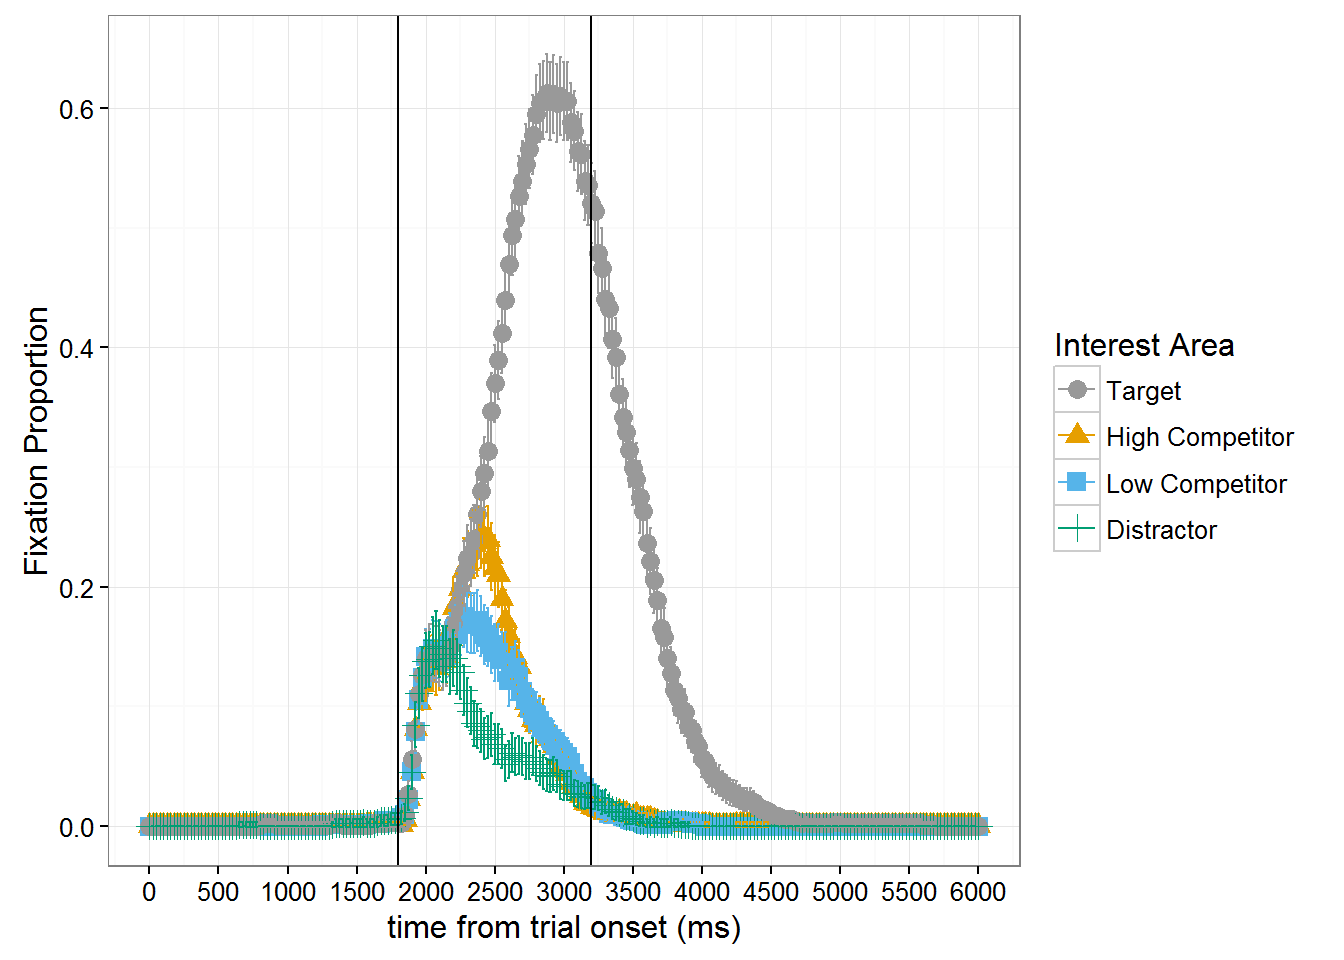 0.6
0.4
0.2
0.0
Fixation Proportion
0 500 1000 1500 2000 2500 3000 3500 4000 4500 5000 5500 6000
time from trial onset (ms)
Interest Area
Target
High Competitor
Low Competitor
Distractor